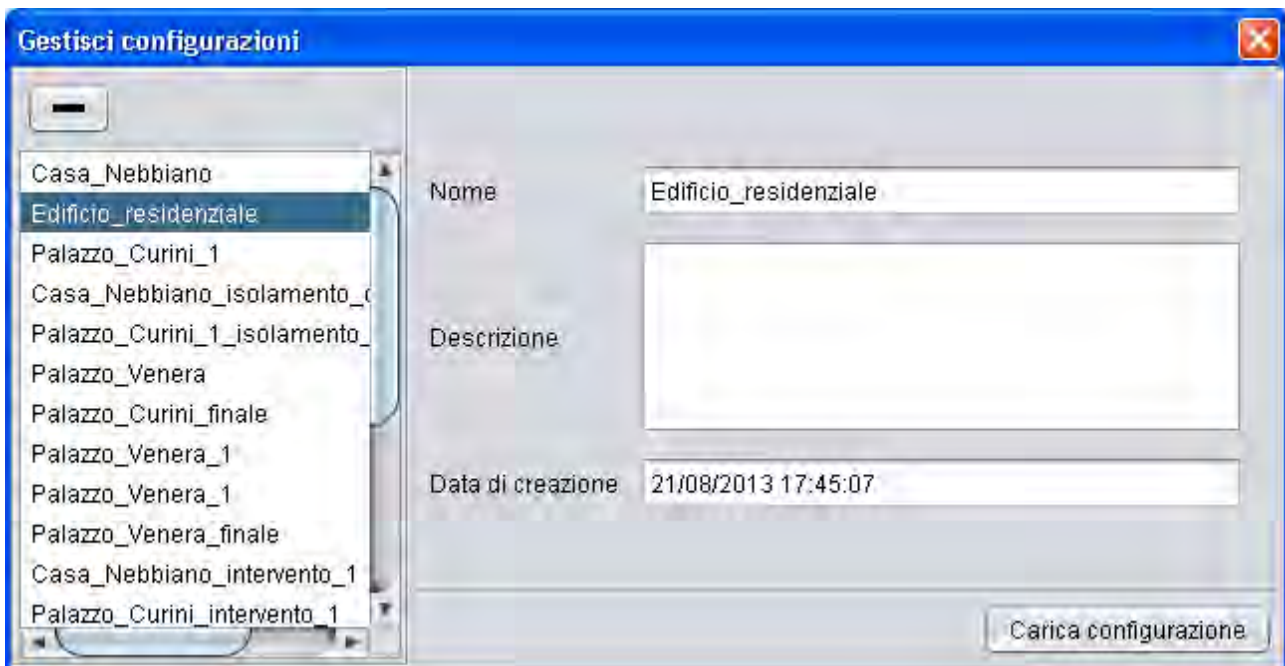 Gestisci configurazioni
Casa_Nebbiano
Edificio_residenziale
Palazzo_Curini_1
Casa_Nebbiano_isolamento_
Palazzo_Curini_1_isolamento_
Palazzo_Venera
Palazzo_Curini_finale
Palazzo_Venera_1
Palazzo_Venera_1
Palazzo_Venera_finale
Casa_Nebbiano_intervento_1
Palazzo_Curini_intervento_1
Nome
Edificio_residenziale
Descrizione
Data di creazione
21/08/2013 17:45:07
Carica configurazione